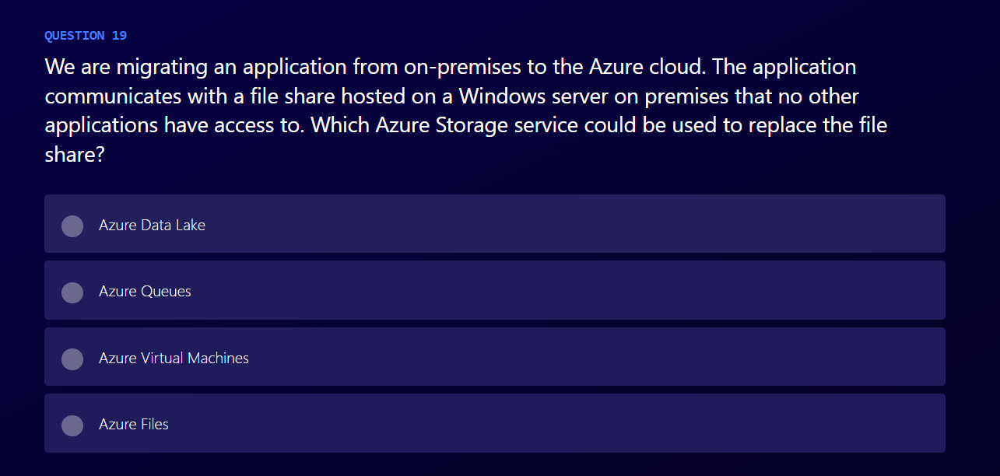 QUESTION 19
We are migrating an application from on-premises to the Azure cloud. The application
communicates with a file share hosted on a Windows server on premises that no other
applications have access to. Which Azure Storage service could be used to replace the file
share?
Azure Data Lake
Azure Queues
Azure Virtual Machines
Azure Files